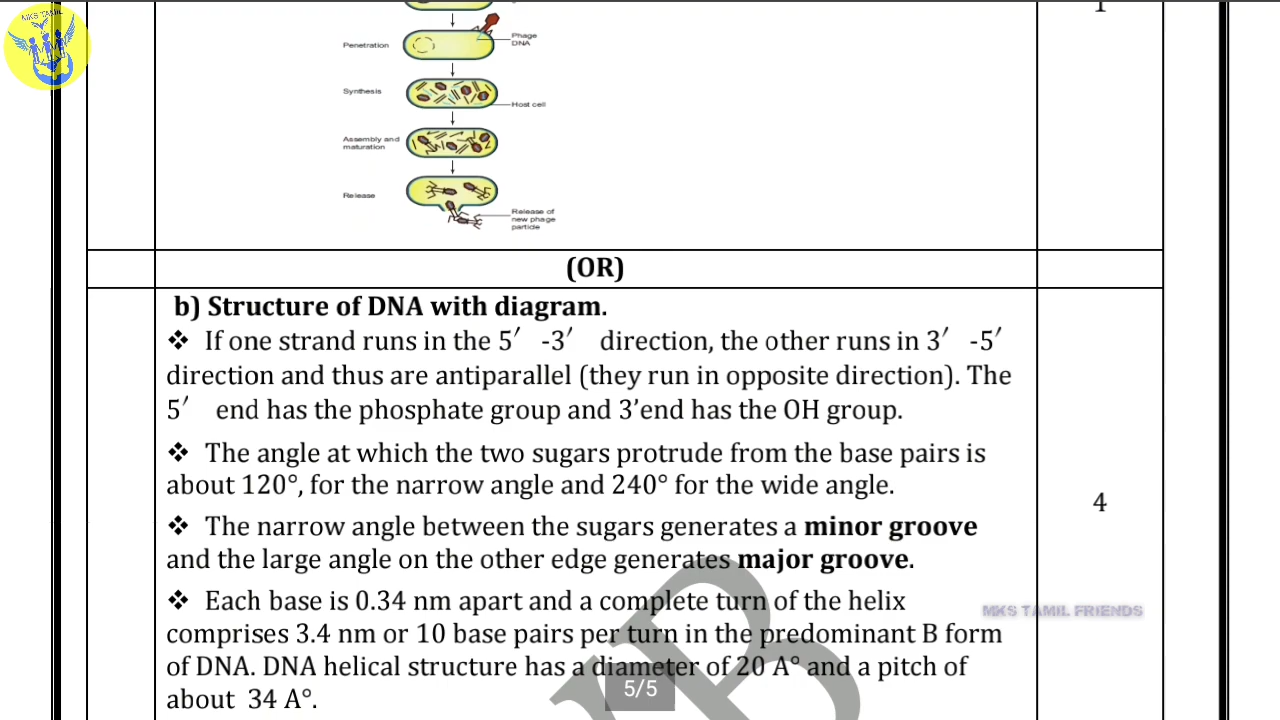 MKS TAMIL
1
Penetration
Phage
DNA
Synthesis
Host cell
Assembly and
maturation
Release
Release of
new phage
particle
(OR)
b) Structure of DNA with diagram.
❖ If one strand runs in the 5′ -3′ direction, the other runs in 3′ -5′
direction and thus are antiparallel (they run in opposite direction). The
5′ end has the phosphate group and 3’end has the OH group.
❖ The angle at which the two sugars protrude from the base pairs is
about 120°, for the narrow angle and 240° for the wide angle.
❖ The narrow angle between the sugars generates a minor groove
and the large angle on the other edge generates major groove.
❖ Each base is 0.34 nm apart and a complete turn of the helix
comprises 3.4 nm or 10 base pairs per turn in the predominant B form
of DNA. DNA helical structure has a diameter of 20 A° and a pitch of
about 34 A°.
4
MKS TAMIL FRIENDS
5/5